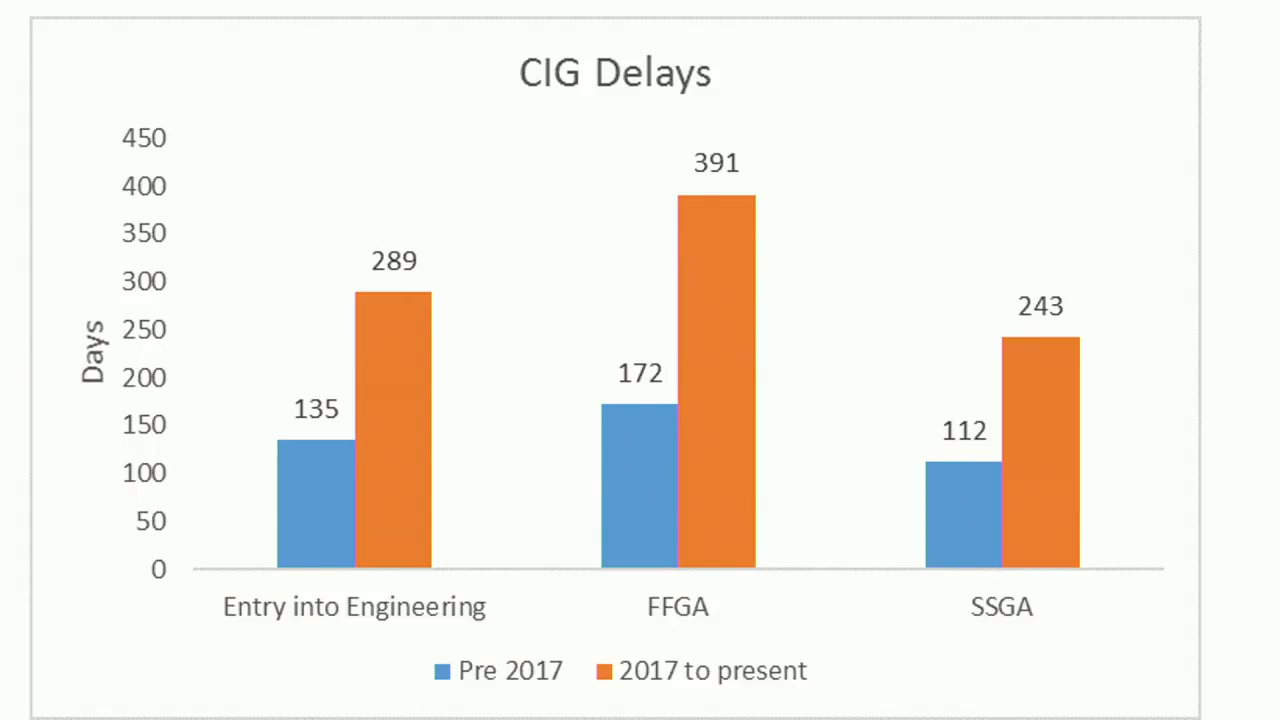 CIG Delays
450
400
350
300
250
200
150
100
50
0
Days
135
289
172
391
112
243
Entry into Engineering
FFGA
SSGA
Pre 2017
2017 to present